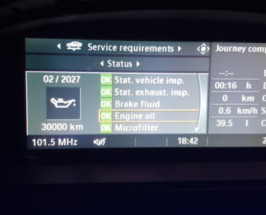 Service requirements
Journey comp
Status
02 / 2027
OK Stat. vehicle insp.
OK Stat. exhaust. insp.
OK Brake fluid
OK Engine oil
OK Microfilter
30000 km
--:--
00:16 h
0 km
0.6 km/h
39.5 l
101.5 MHz
18:42